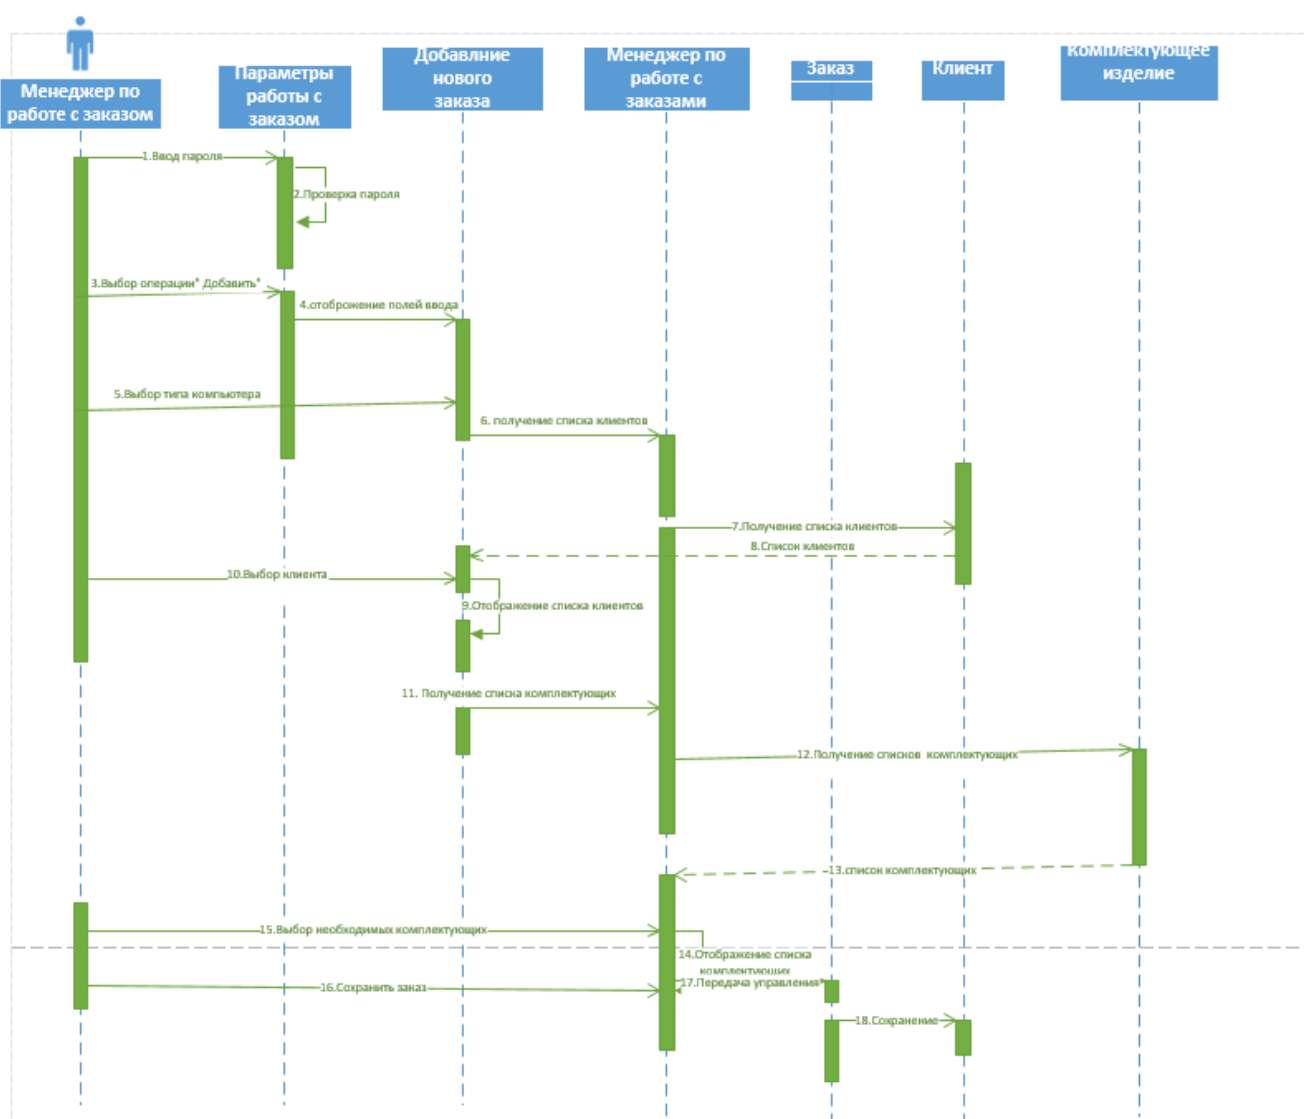 Менеджер по
работе с заказом
Параметры
работы с
заказом
Добавлние
нового
заказа
Менеджер по
работе с
заказами
Заказ
Клиент
Комплектующее
изделие
1.Ввод пароля
2.Проверка пароля
3.Выбор операции" Добавить"
4.отоброжение полей ввода
5.Выбор типа компьютера
6. получение списка клиентов
7.Получение списка клиентов
8.Список клиентов
10.Выбор клиента
9.Отображение списка клиентов
11. Получение списка комплектующих
12.Получение списков комплектующих
13.список комплектующих
15.Выбор необходимых комплектующих
14.Отображение списка
комплектующих
17.Передача управления"
16.Сохранить заказ
18.Сохранение